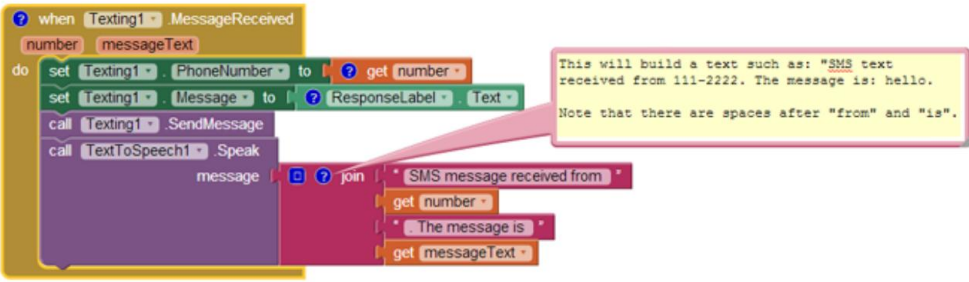 ? when Texting1 .MessageReceived
number messageText
do set Texting1 . PhoneNumber to ? get number
set Texting1 . Message to ? ResponseLabel . Text
call Texting1 .SendMessage
call TextToSpeech1 .Speak
message ? join " SMS message received from "
get number
" . The message is "
get messageText
This will build a text such as: "SMS text
received from 111-2222. The message is: hello.
Note that there are spaces after "from" and "is".